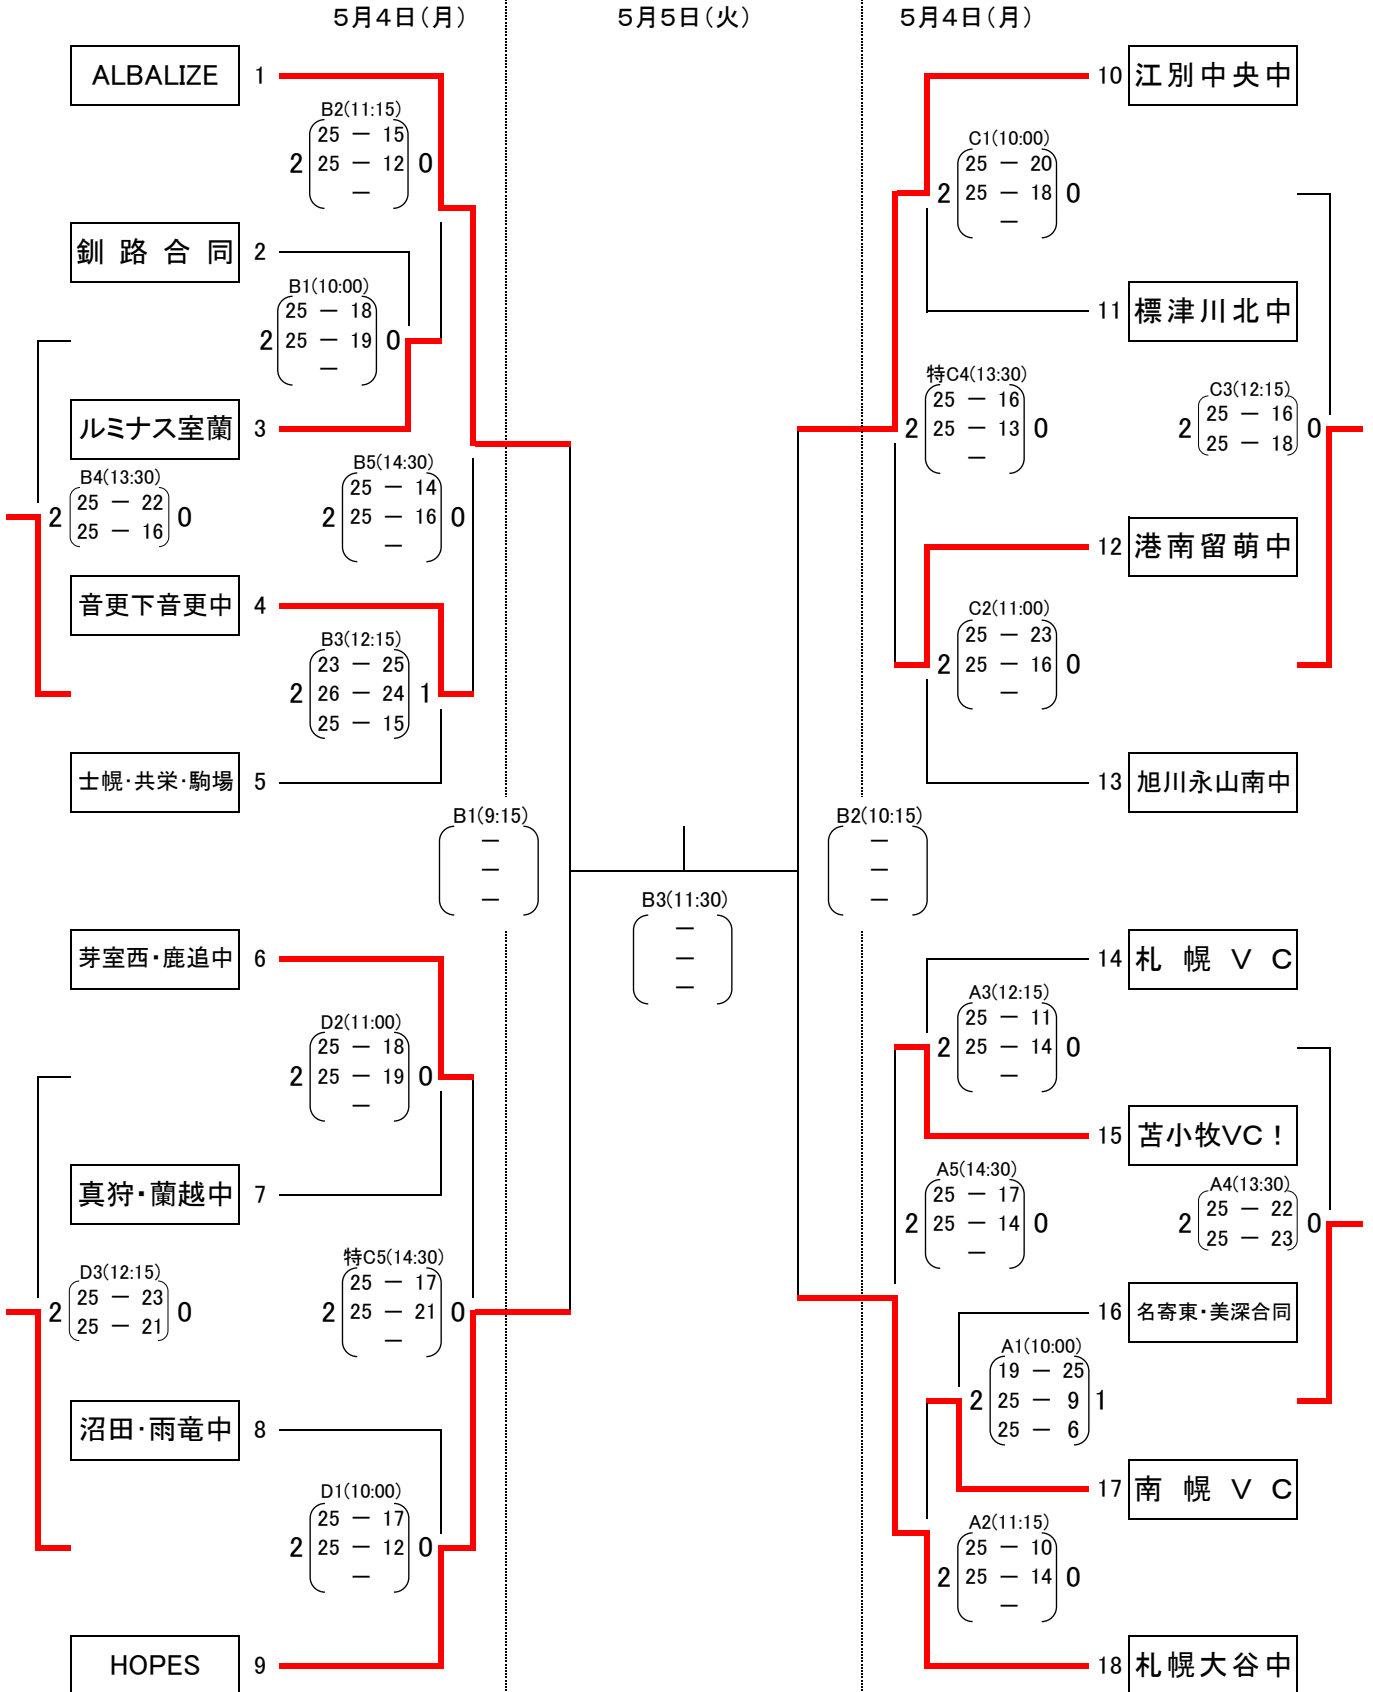 5月4日(月)
5月5日(火)
5月4日(月)
ALBALIZE 1
B2(11:15)
25 － 15
2 25 － 12 0
－
釧路合同 2
B1(10:00)
25 － 18
2 25 － 19 0
－
ルミナス室蘭 3
B4(13:30)
2 25 － 22 0
25 － 16
B5(14:30)
25 － 14
2 25 － 16 0
－
音更下音更中 4
B3(12:15)
23 － 25
2 26 － 24 1
25 － 15
士幌･共栄･駒場 5
B1(9:15)
－
－
－
芽室西・鹿追中 6
D2(11:00)
25 － 18
2 25 － 19 0
－
真狩・蘭越中 7
D3(12:15)
2 25 － 23 0
25 － 21
特C5(14:30)
25 － 17
2 25 － 21 0
－
沼田・雨竜中 8
D1(10:00)
25 － 17
2 25 － 12 0
－
HOPES 9
B3(11:30)
－
－
－
10 江別中央中
C1(10:00)
25 － 20
2 25 － 18 0
－
11 標津川北中
特C4(13:30)
25 － 16
2 25 － 13 0
－
C3(12:15)
2 25 － 16 0
25 － 18
12 港南留萌中
C2(11:00)
25 － 23
2 25 － 16 0
－
13 旭川永山南中
B2(10:15)
－
－
－
14 札幌ＶＣ
A3(12:15)
25 － 11
2 25 － 14 0
－
15 苫小牧VC！
A5(14:30)
25 － 17
2 25 － 14 0
－
A4(13:30)
2 25 － 22 0
25 － 23
16 名寄東・美深合同
A1(10:00)
19 － 25
2 25 － 9 1
25 － 6
17 南幌ＶＣ
A2(11:15)
25 － 10
2 25 － 14 0
－
18 札幌大谷中